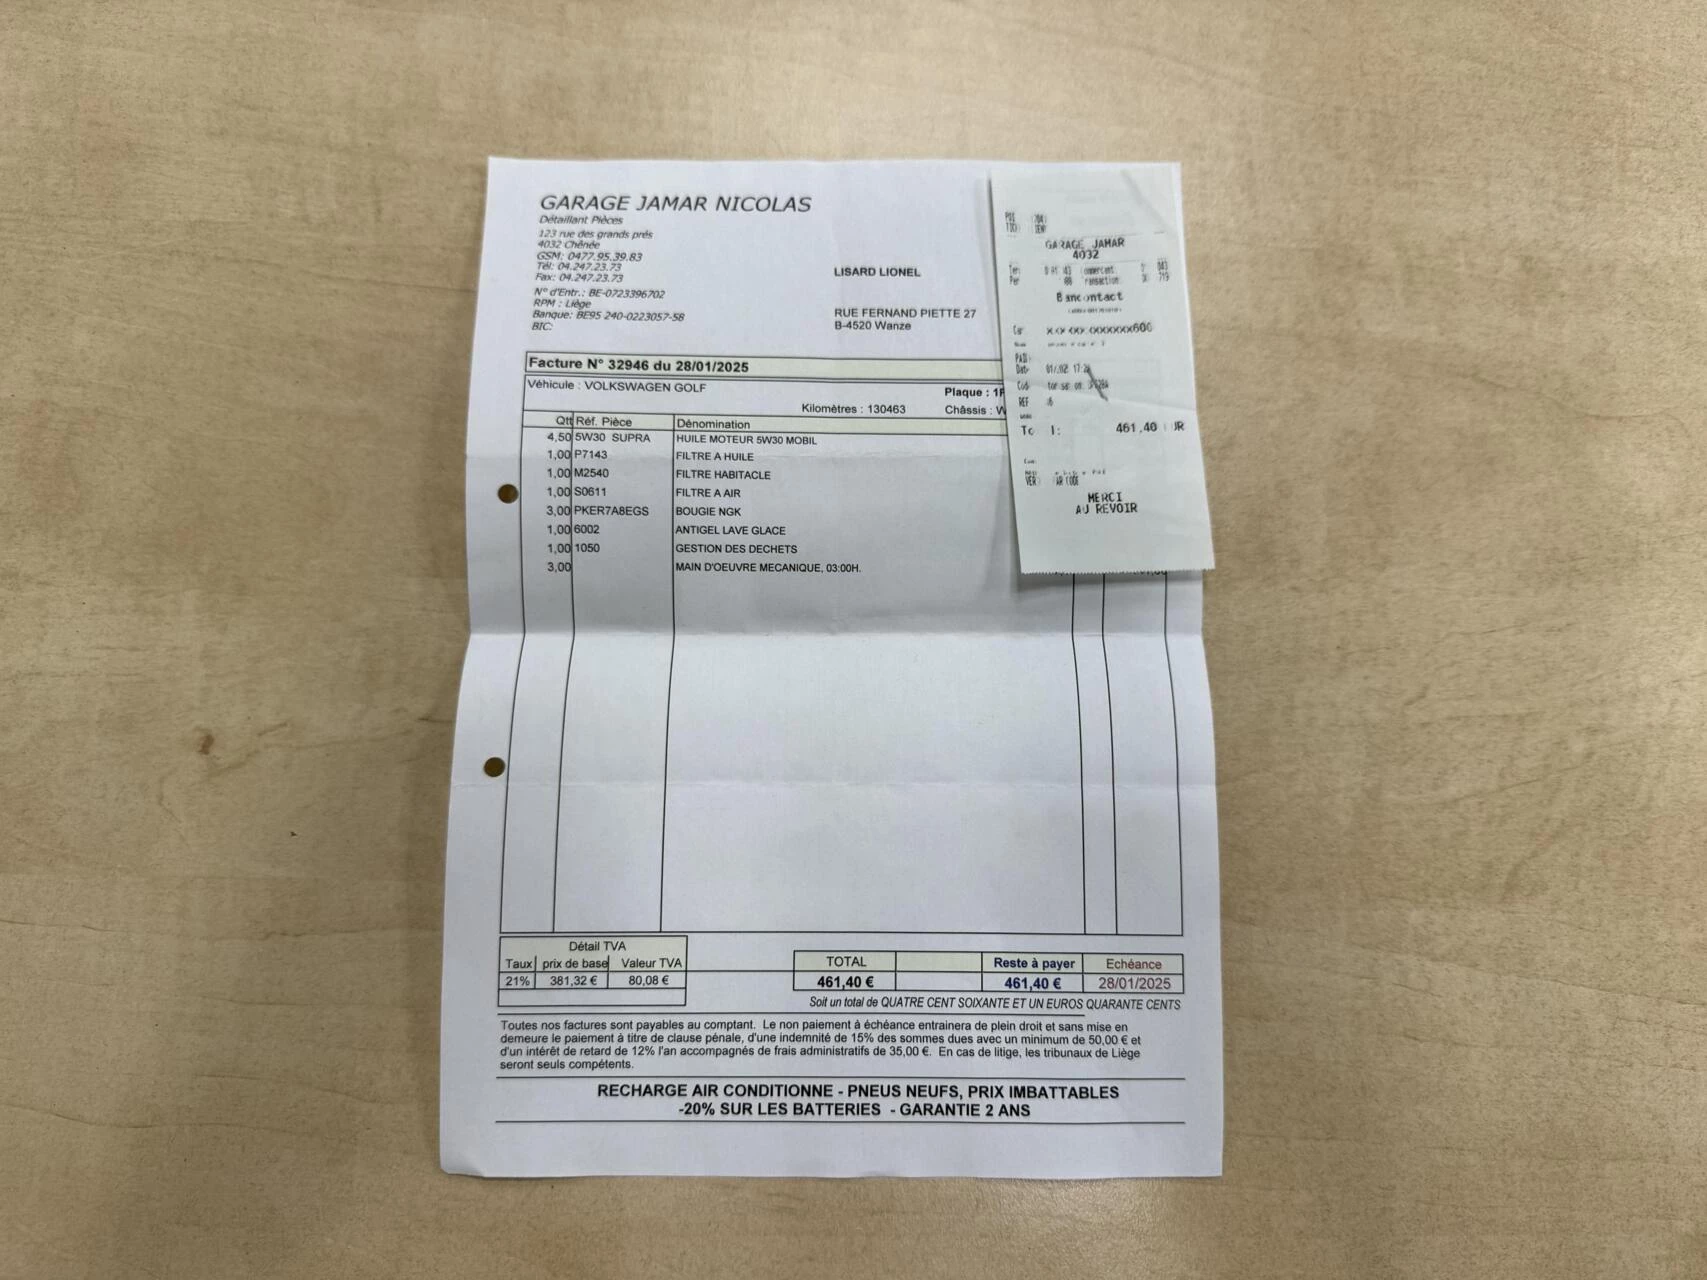 GARAGE JAMAR NICOLAS
Détaillant Pièces
123 rue des grands prés
4032 Chênée
GSM: 0477.95.39.83
Tél: 04.247.23.73
Fax: 04.247.23.73
N° d'Entr.: BE-0723396702
RPM : Liège
Banque: BE95 240-0223057-58
BIC:
LISARD LIONEL
RUE FERNAND PIETTE 27
B-4520 Wanze
Facture N° 32946 du 28/01/2025
Véhicule : VOLKSWAGEN GOLF
Plaque :
Kilomètres : 130463 Châssis :
Qtt Réf. Pièce Dénomination
4,50 5W30 SUPRA HUILE MOTEUR 5W30 MOBIL
1,00 P7143 FILTRE A HUILE
1,00 M2540 FILTRE HABITACLE
1,00 S0611 FILTRE A AIR
3,00 PKER7A8EGS BOUGIE NGK
1,00 6002 ANTIGEL LAVE GLACE
1,00 1050 GESTION DES DECHETS
3,00 MAIN D'OEUVRE MECANIQUE, 03:00H.
GARAGE JAMAR
4032
Bancontact
461,40
MERCI
AU REVOIR
Détail TVA
Taux prix de base Valeur TVA
21% 381,32 € 80,08 €
TOTAL Reste à payer Echéance
461,40 € 461,40 € 28/01/2025
Soit un total de QUATRE CENT SOIXANTE ET UN EUROS QUARANTE CENTS
Toutes nos factures sont payables au comptant. Le non paiement à échéance entrainera de plein droit et sans mise en
demeure le paiement à titre de clause pénale, d'une indemnité de 15% des sommes dues avec un minimum de 50,00 € et
d'un intérêt de retard de 12% l'an accompagnés de frais administratifs de 35,00 €. En cas de litige, les tribunaux de Liège
seront seuls compétents.
RECHARGE AIR CONDITIONNE - PNEUS NEUFS, PRIX IMBATTABLES
-20% SUR LES BATTERIES - GARANTIE 2 ANS